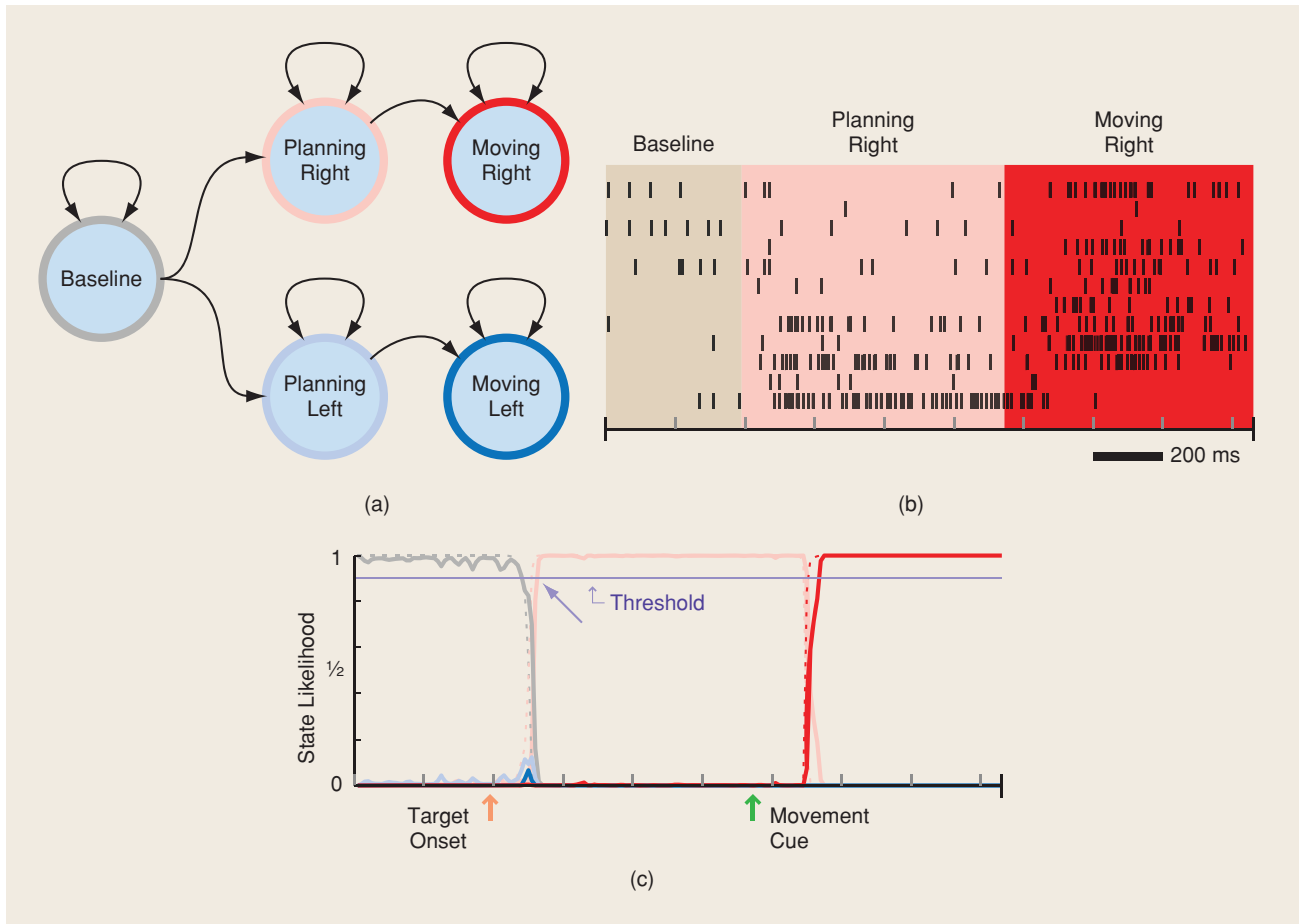 Baseline
Planning
Right
Moving
Right
Planning
Left
Moving
Left
(a)
Baseline
Planning
Right
Moving
Right
200 ms
(b)
State Likelihood
1
½
0
Threshold
Target
Onset
Movement
Cue
(c)